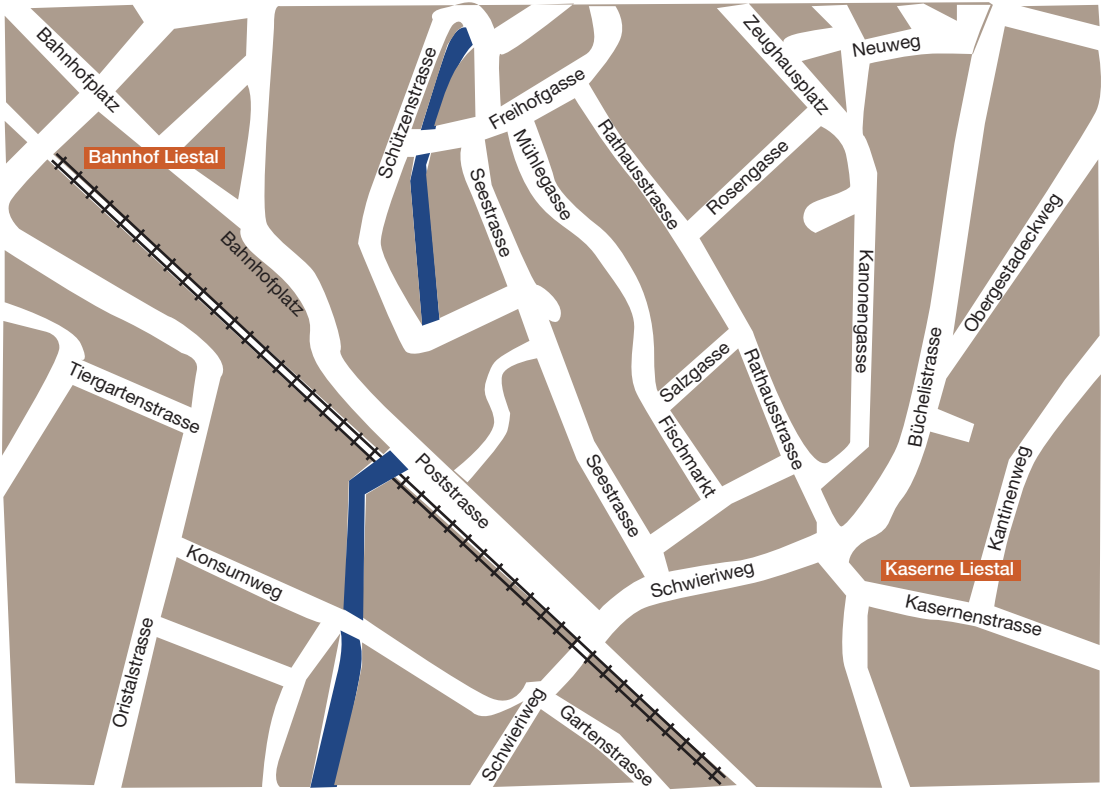 Bahnhofplatz
Zeughausplatz
Neuweg
Schützenstrasse
Freihofgasse
Bahnhof Liestal
Mühlegasse
Rathausstrasse
Rosengasse
Seestrasse
Obergestadeckweg
Bahnhofplatz
Kanonengasse
Tiergartenstrasse
Salzgasse
Rathausstrasse
Büchelistrasse
Fischmarkt
Poststrasse
Seestrasse
Kantinenweg
Konsumweg
Schwieriweg
Kaserne Liestal
Kasernenstrasse
Oristalstrasse
Schwieriweg
Gartenstrasse